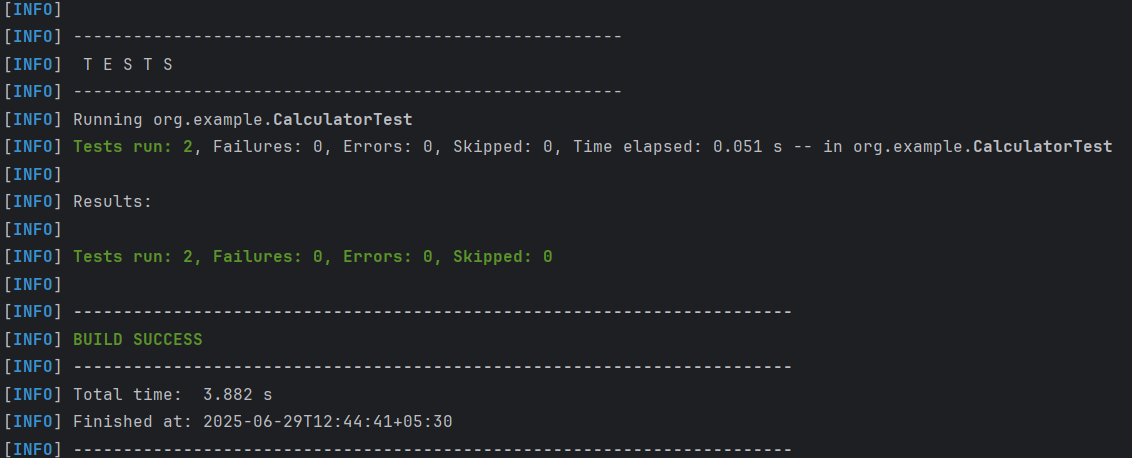 [INFO]
[INFO] -------------------------------------------------------
[INFO]  T E S T S
[INFO] -------------------------------------------------------
[INFO] Running org.example.CalculatorTest
[INFO] Tests run: 2, Failures: 0, Errors: 0, Skipped: 0, Time elapsed: 0.051 s -- in org.example.CalculatorTest
[INFO]
[INFO] Results:
[INFO]
[INFO] Tests run: 2, Failures: 0, Errors: 0, Skipped: 0
[INFO]
[INFO] ------------------------------------------------------------------------
[INFO] BUILD SUCCESS
[INFO] ------------------------------------------------------------------------
[INFO] Total time:  3.882 s
[INFO] Finished at: 2025-06-29T12:44:41+05:30
[INFO] ------------------------------------------------------------------------